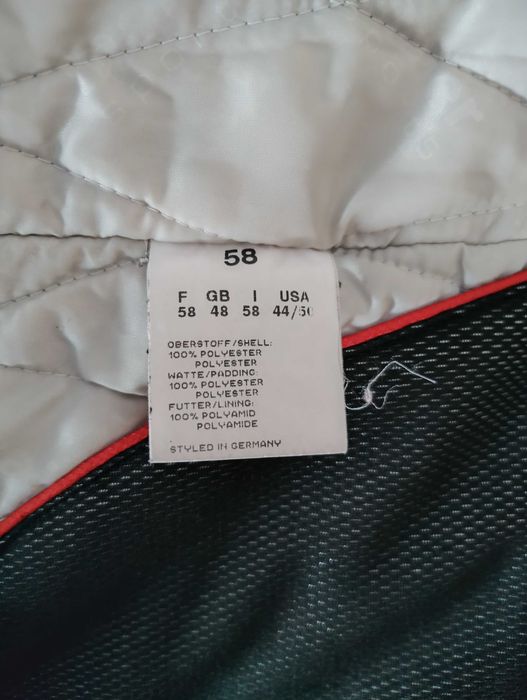 58
F GB I USA
58 48 58 44/50
OBERSTOFF/SHELL:
100% POLYESTER
POLYESTER
WATTE/PADDING:
100% POLYESTER
POLYESTER
FUTTER/LINING:
100% POLYAMID
POLYAMIDE
STYLED IN GERMANY